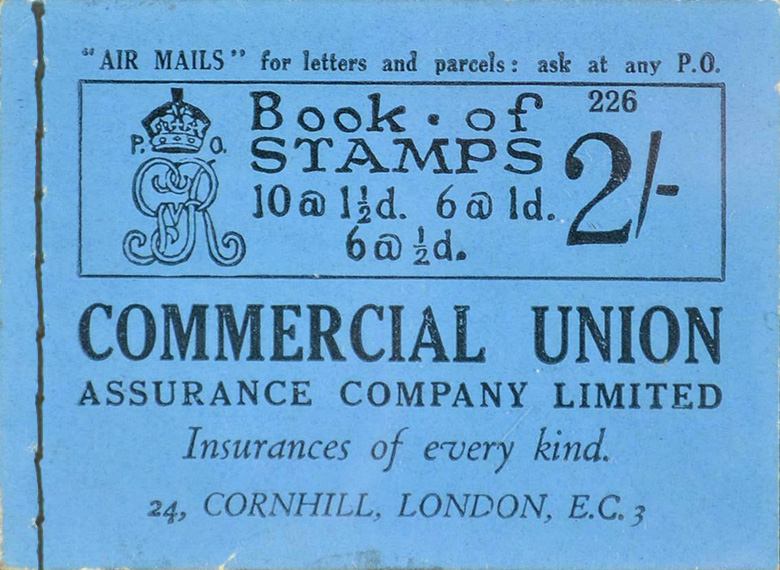 "AIR MAILS" for letters and parcels: ask at any P.O.
226
P. O.
GR
Book · of
STAMPS
10 @ 1½d. 6 @ 1d.
6 @ ½d.
2/-
COMMERCIAL UNION
ASSURANCE COMPANY LIMITED
Insurances of every kind.
24, CORNHILL, LONDON, E.C. 3